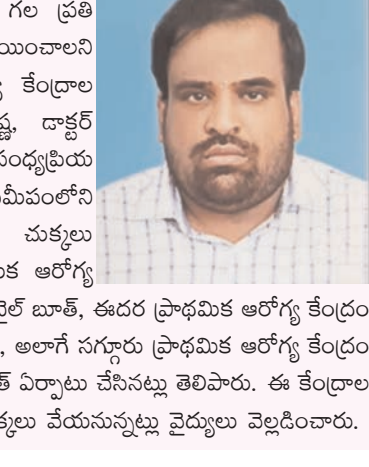 గల ప్రతి
యించాలని
కేంద్రాల
ష్ణ, డాక్టర్
సంధ్యప్రియ
మీపంలోని
చుక్కలు
ఆరోగ్య
బూత్, ఈదర ప్రాథమిక ఆరోగ్య కేంద్రం
, అలాగే సగ్గూరు ప్రాథమిక ఆరోగ్య కేంద్రం
ఏర్పాటు చేసినట్లు తెలిపారు. ఈ కేంద్రాల
క్కలు వేయనున్నట్లు వైద్యులు వెల్లడించారు.